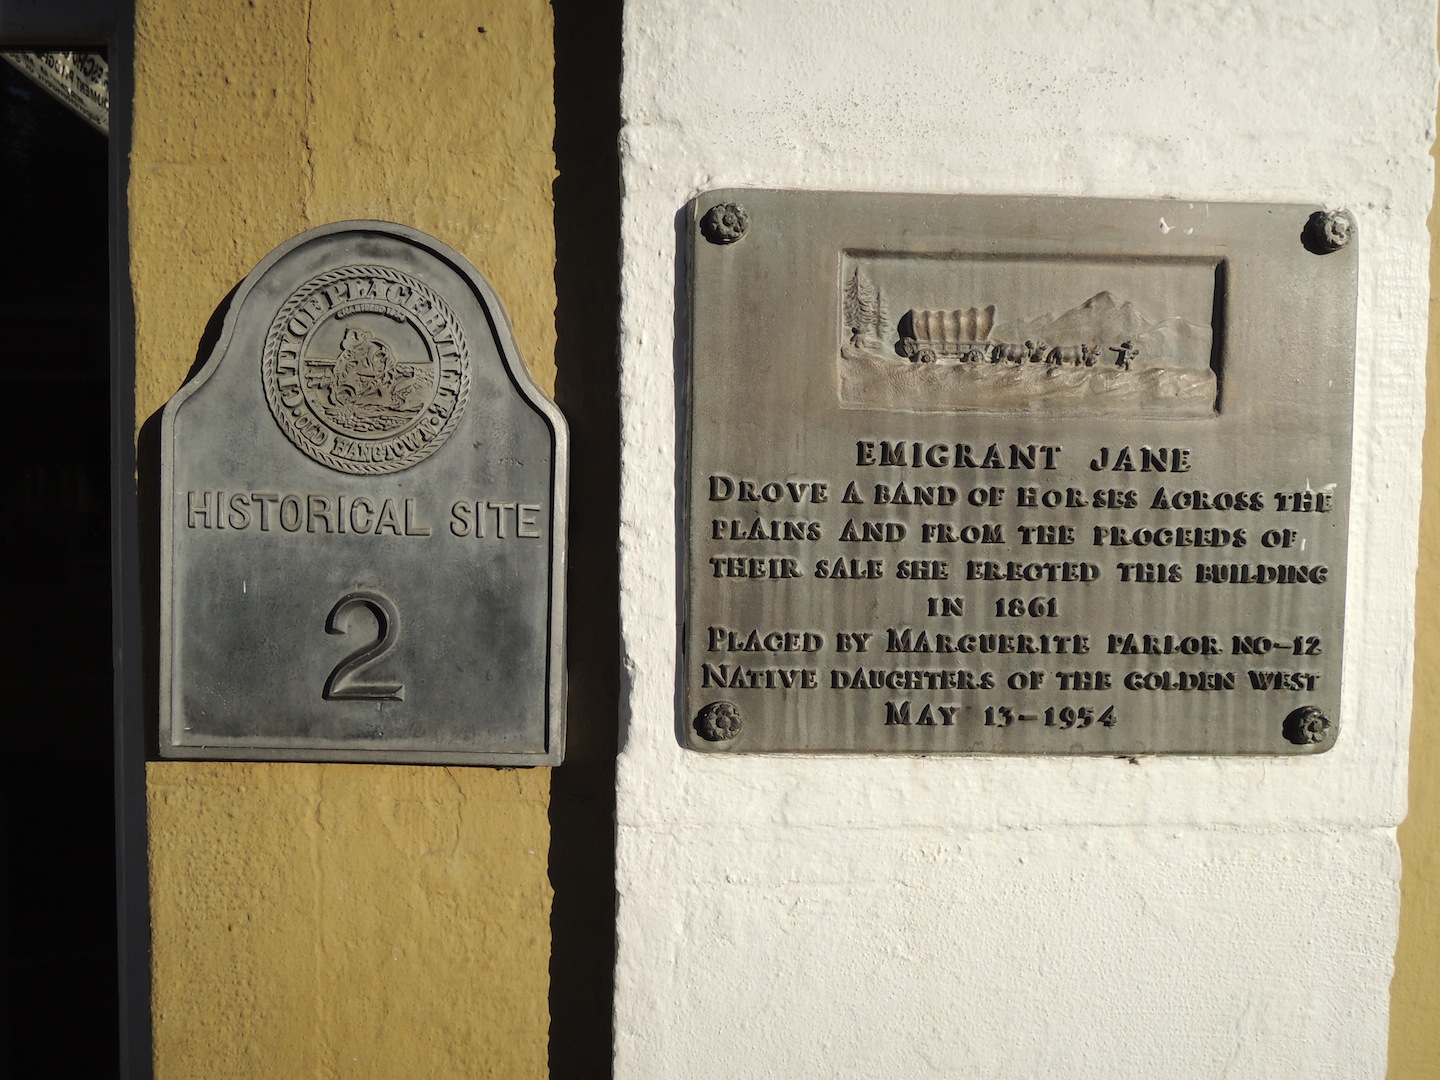 CITY OF PLACERVILLE
OLD HANGTOWN
HISTORICAL SITE
2
EMIGRANT JANE
DROVE A BAND OF HORSES ACROSS THE
PLAINS AND FROM THE PROCEEDS OF
THEIR SALE SHE ERECTED THIS BUILDING
IN 1861
PLACED BY MARGUERITE PARLOR NO-12
NATIVE DAUGHTERS OF THE GOLDEN WEST
MAY 13-1954